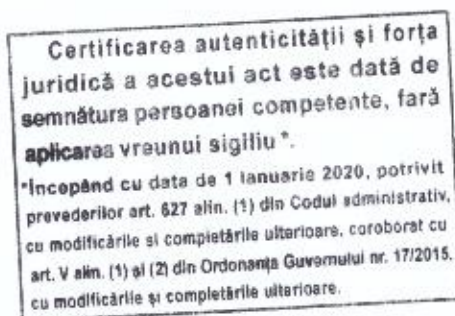 Certificarea autenticității și forța
juridică a acestui act este dată de
semnătura persoanei competente, fară
aplicarea vreunui sigiliu *.
*Începând cu data de 1 Ianuarie 2020, potrivit
prevederilor art. 627 alin. (1) din Codul administrativ,
cu modificările si completările ulterioare, coroborat cu
art. V alin. (1) și (2) din Ordonanța Guvernului nr. 17/2015,
cu modificările și completările ulterioare.